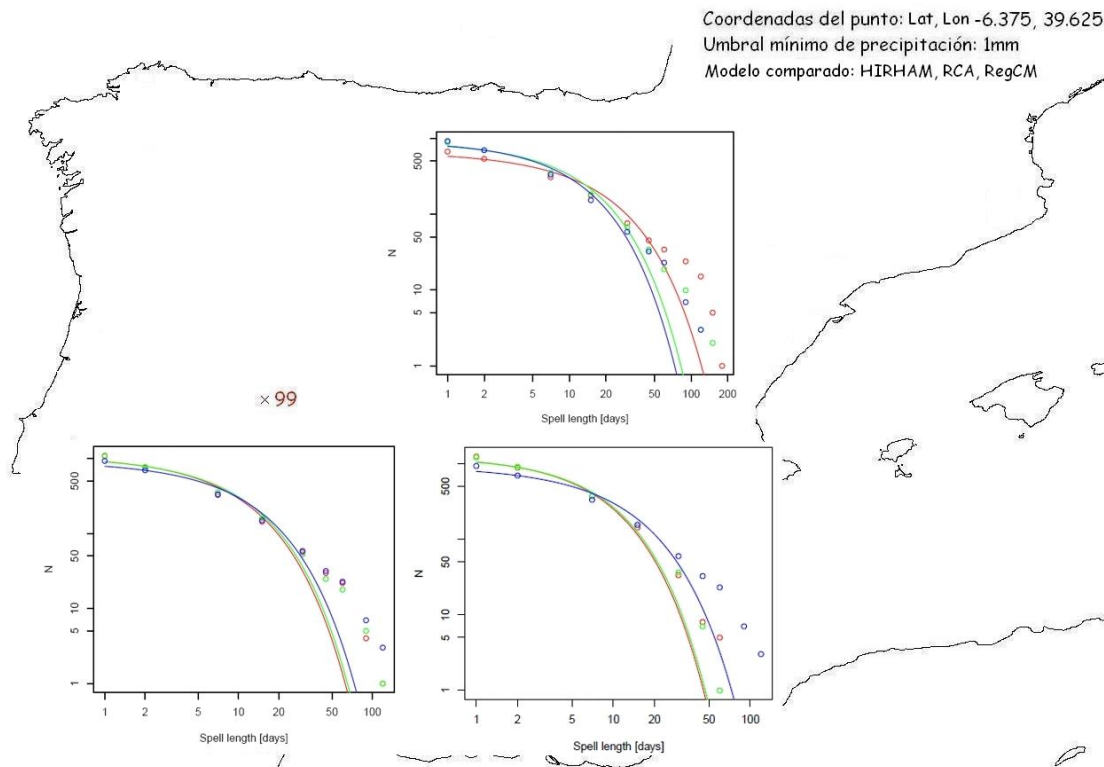 Coordenadas del punto: Lat, Lon -6.375, 39.625
Umbral mínimo de precipitación: 1mm
Modelo comparado: HIRHAM, RCA, RegCM
500
50
10
5
1
N
1 2 5 10 20 50 100 200
Spell length [days]
× 99
500
50
10
5
1
N
1 2 5 10 20 50 100
Spell length [days]
500
50
10
5
1
N
1 2 5 10 20 50 100
Spell length [days]